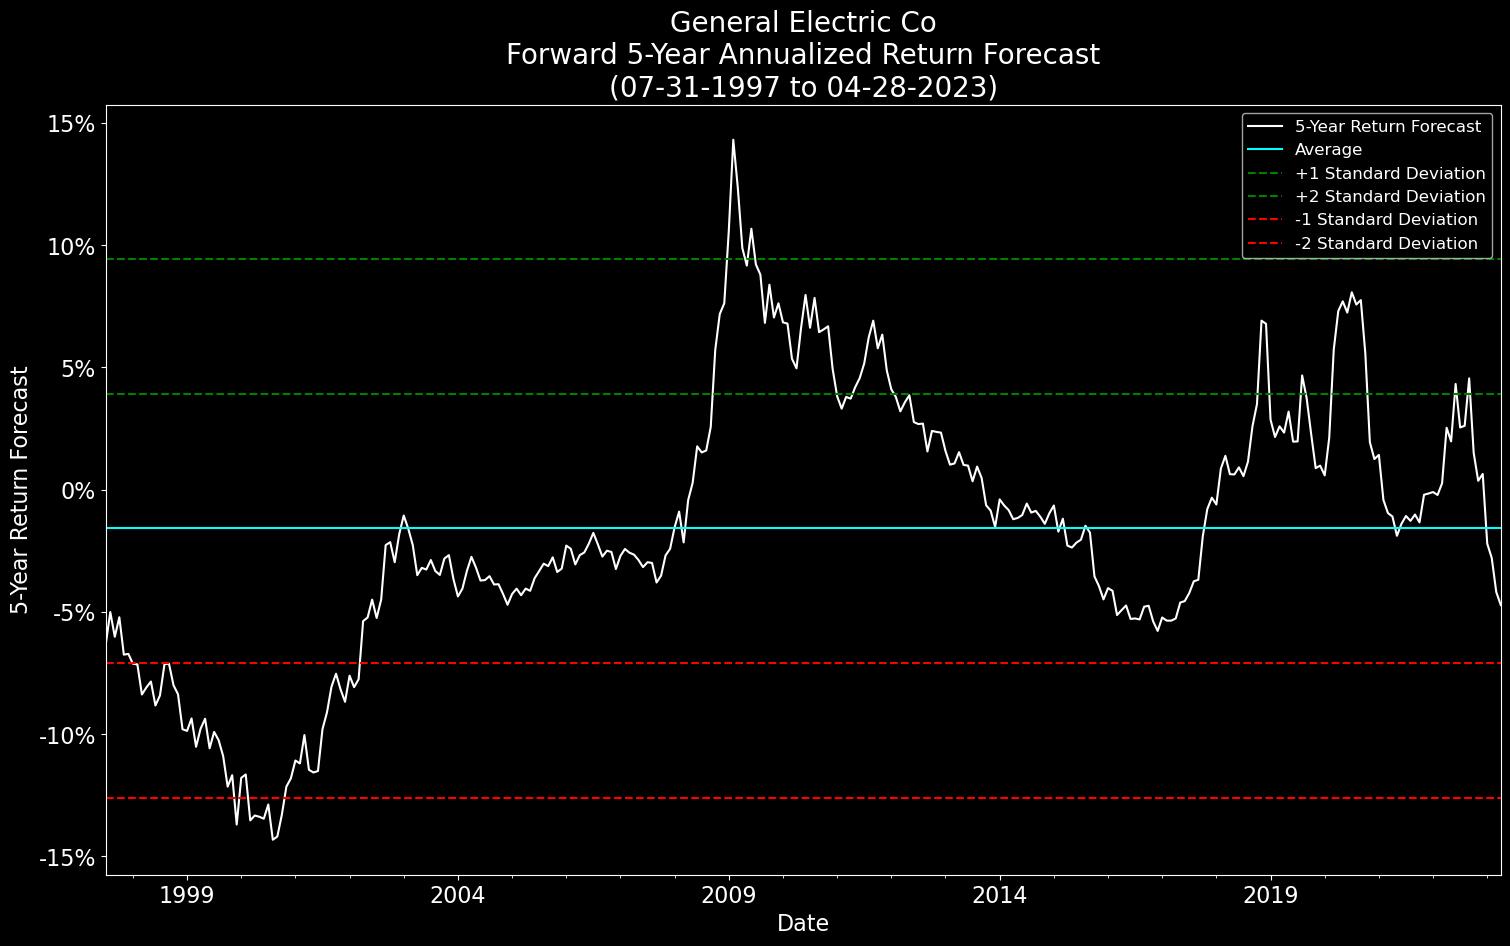 General Electric Co
Forward 5-Year Annualized Return Forecast
(07-31-1997 to 04-28-2023)
15%
10%
5%
0%
-5%
-10%
-15%
5-Year Return Forecast
5-Year Return Forecast
Average
+1 Standard Deviation
+2 Standard Deviation
-1 Standard Deviation
-2 Standard Deviation
1999
2004
2009
2014
2019
Date